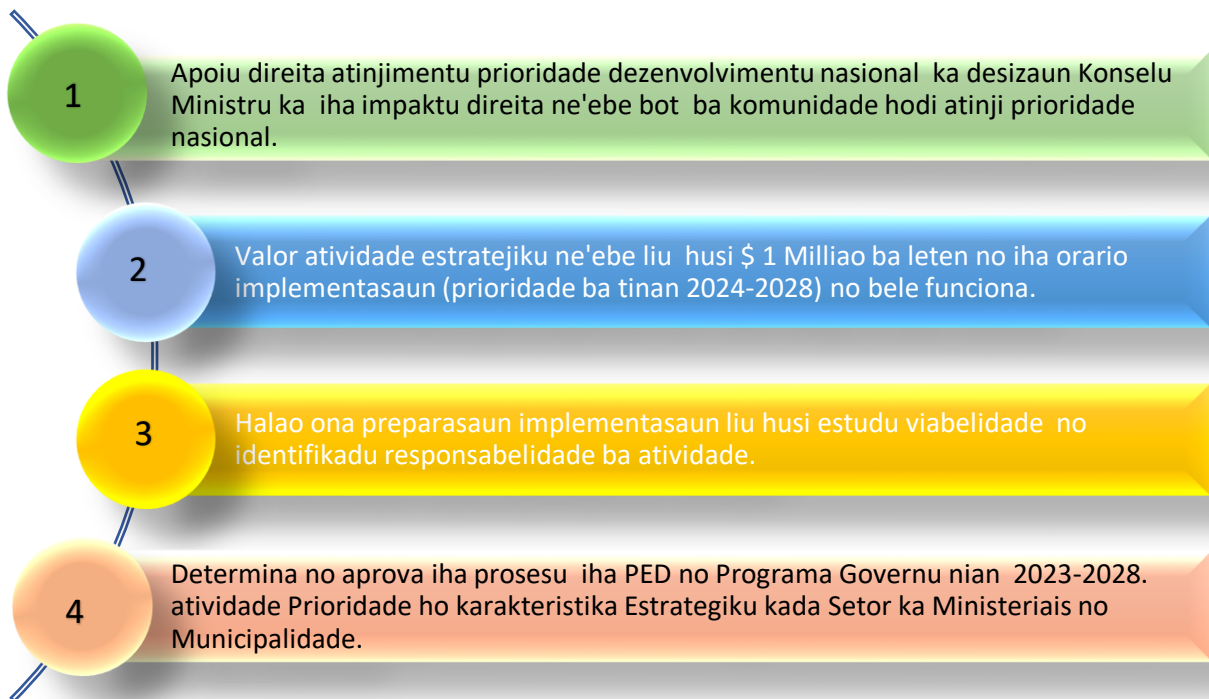 1
Apoiu direita atinjimentu prioridade dezenvolvimentu nasional ka desizaun Konselu
Ministru ka iha impaktu direita ne'ebe bot ba komunidade hodi atinji prioridade
nasional.
2
Valor atividade estratejiku ne'ebe liu husi $ 1 Milliao ba leten no iha orario
implementasaun (prioridade ba tinan 2024-2028) no bele funciona.
3
Halao ona preparasaun implementasaun liu husi estudu viabelidade no
identifikadu responsabelidade ba atividade.
4
Determina no aprova iha prosesu iha PED no Programa Governu nian 2023-2028.
atividade Prioridade ho karakteristika Estrategiku kada Setor ka Ministeriais no
Municipalidade.